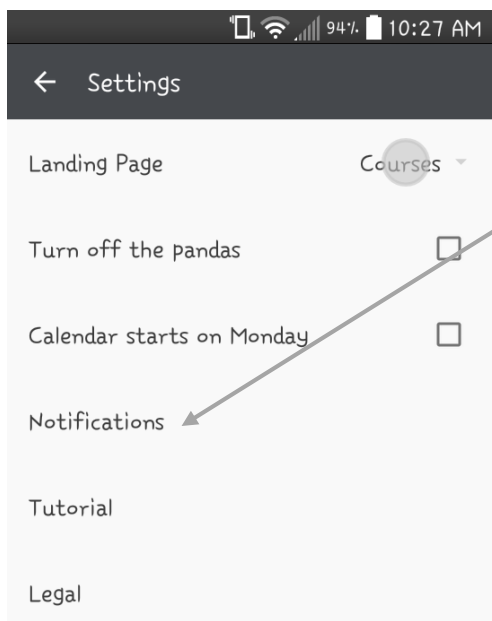 94% 10:27 AM
Settings
Landing Page Courses
Turn off the pandas
Calendar starts on Monday
Notifications
Tutorial
Legal